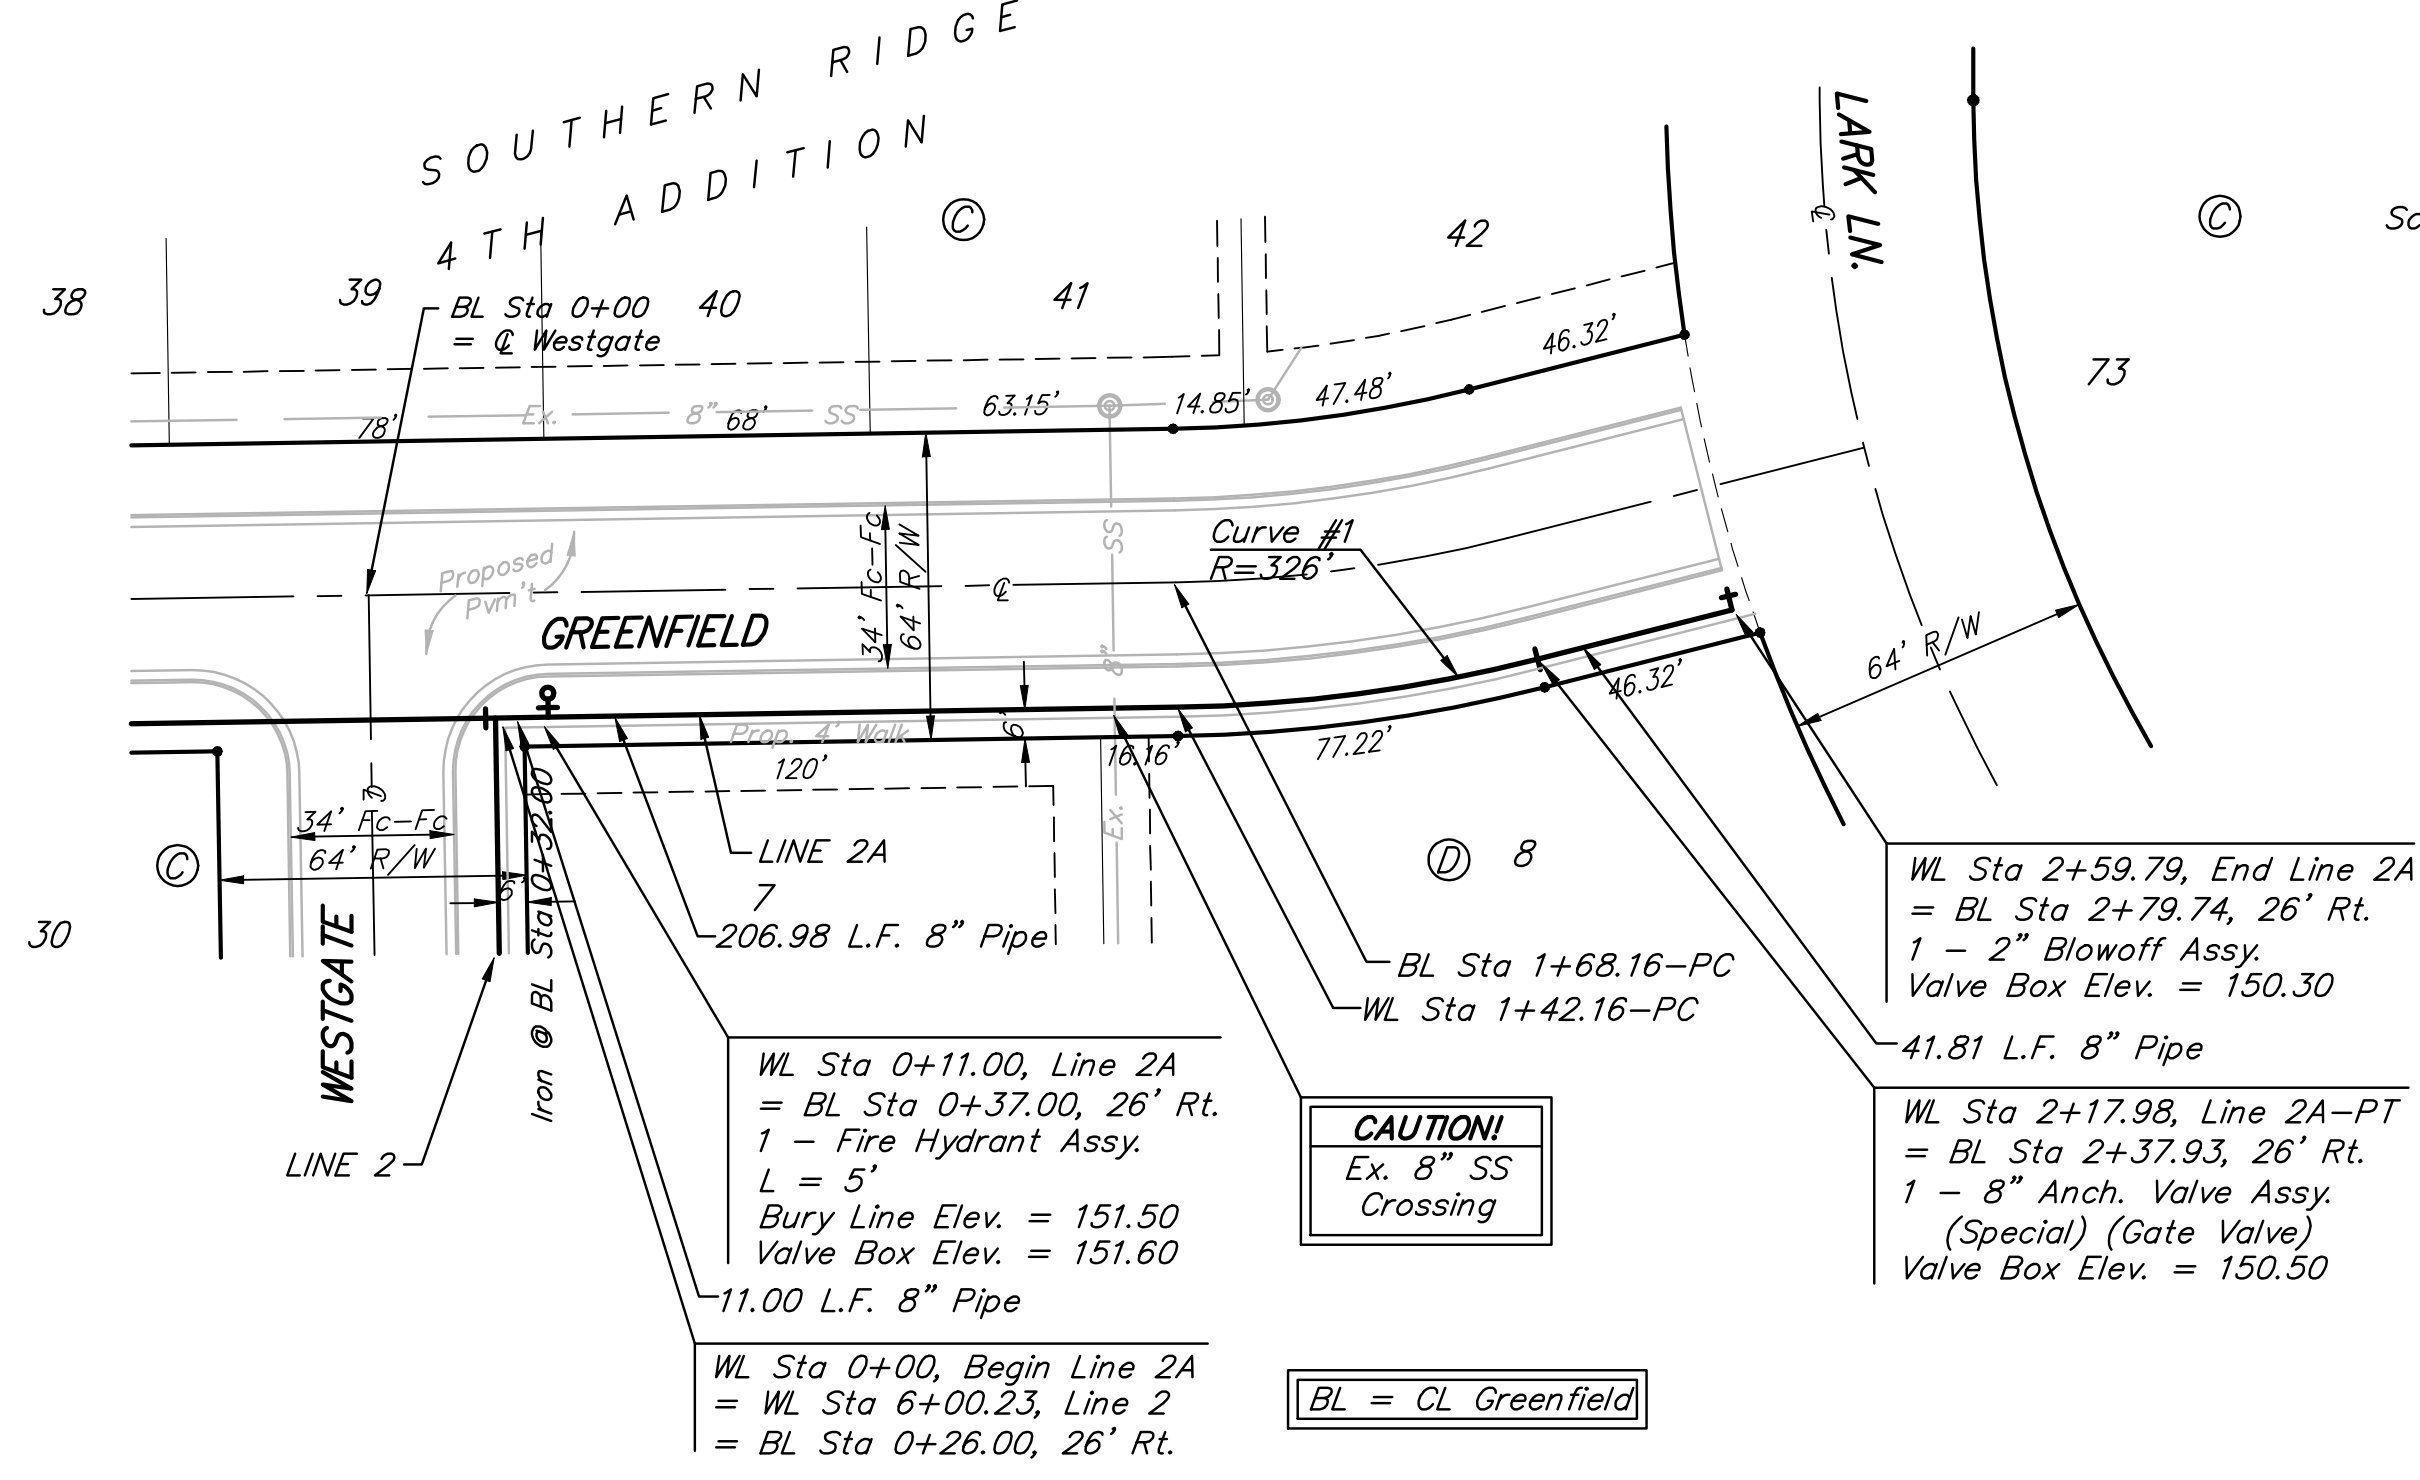 SOUTHERN RIDGE
4TH ADDITION
LARK LN.
C
C
42
38
39
40
41
73
BL Sta 0+00
= ℄ Westgate
46.32'
47.48'
14.85'
63.15'
68'
78'
Ex. 8" SS
Curve #1
R=326'
SS
8"
Ex.
34' Fc-Fc
64' R/W
Proposed
Pvm't
℄
GREENFIELD
64' R/W
46.32'
77.22'
16.16'
6'
Prop. 4' Walk
120'
34' Fc-Fc
64' R/W
℄
℄
6'
C
30
WESTGATE
Iron @ BL Sta 0+32.00
LINE 2
LINE 2A
7
206.98 L.F. 8" Pipe
D
8
BL Sta 1+68.16-PC
WL Sta 1+42.16-PC
WL Sta 2+59.79, End Line 2A
= BL Sta 2+79.74, 26' Rt.
1 - 2" Blowoff Assy.
Valve Box Elev. = 150.30
41.81 L.F. 8" Pipe
WL Sta 2+17.98, Line 2A-PT
= BL Sta 2+37.93, 26' Rt.
1 - 8" Anch. Valve Assy.
(Special) (Gate Valve)
Valve Box Elev. = 150.50
WL Sta 0+11.00, Line 2A
= BL Sta 0+37.00, 26' Rt.
1 - Fire Hydrant Assy.
L = 5'
Bury Line Elev. = 151.50
Valve Box Elev. = 151.60
11.00 L.F. 8" Pipe
CAUTION!
Ex. 8" SS
Crossing
WL Sta 0+00, Begin Line 2A
= WL Sta 6+00.23, Line 2
= BL Sta 0+26.00, 26' Rt.
BL = CL Greenfield